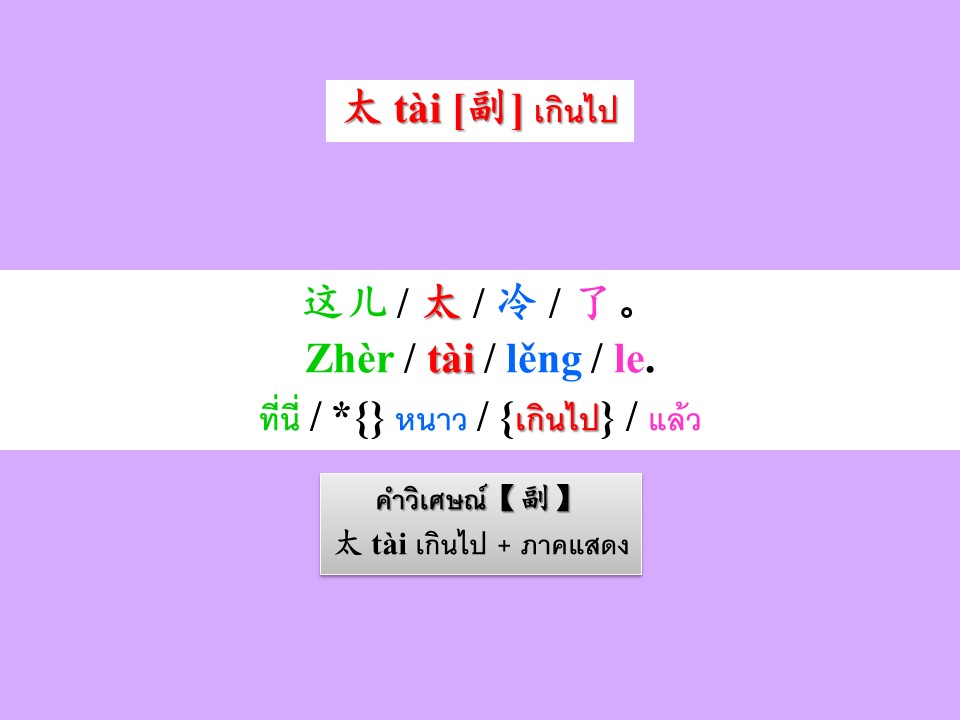 太 tài [副] เกินไป
这儿 / 太 / 冷 / 了。
Zhèr / tài / lěng / le.
ที่นี่ / *{} หนาว / {เกินไป} / แล้ว
คำวิเศษณ์【副】
太 tài เกินไป + ภาคแสดง